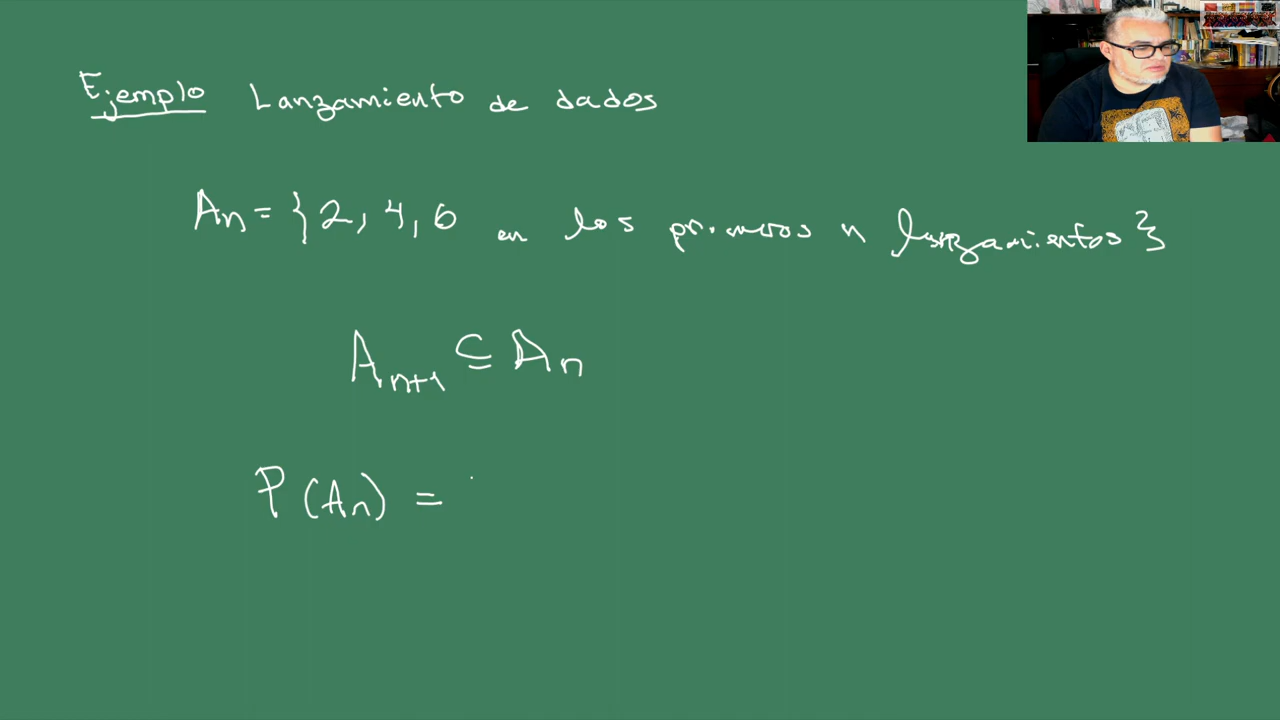 Ejemplo Lanzamiento de dados
An = {2, 4, 6 en los primeros n lanzamientos}
An+1 ⊆ An
P(An) =